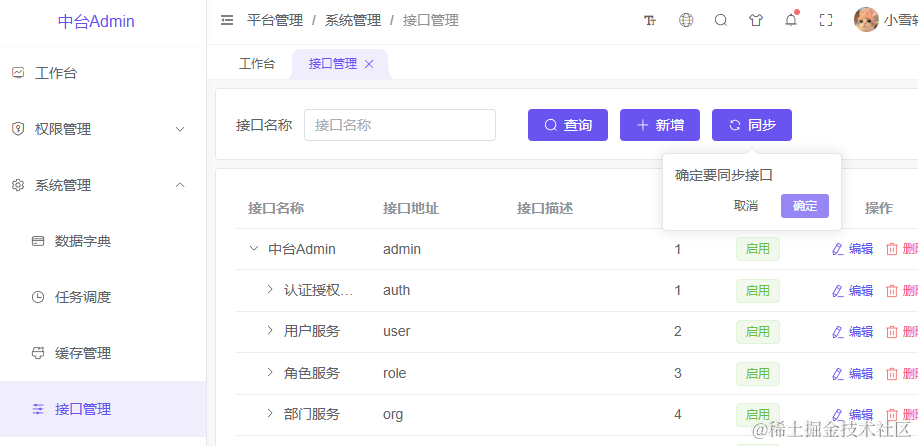 中台Admin
平台管理 / 系统管理 / 接口管理
小雪
工作台
权限管理
系统管理
数据字典
任务调度
缓存管理
接口管理
工作台 接口管理
接口名称 接口名称 查询 新增 同步
确定要同步接口
取消 确定
接口名称 接口地址 接口描述 操作
中台Admin admin 1 启用 编辑 删
认证授权... auth 1 启用 编辑 删
用户服务 user 2 启用 编辑 删
角色服务 role 3 启用 编辑 删
部门服务 org 4 启用 编辑
@稀土掘金技术社区